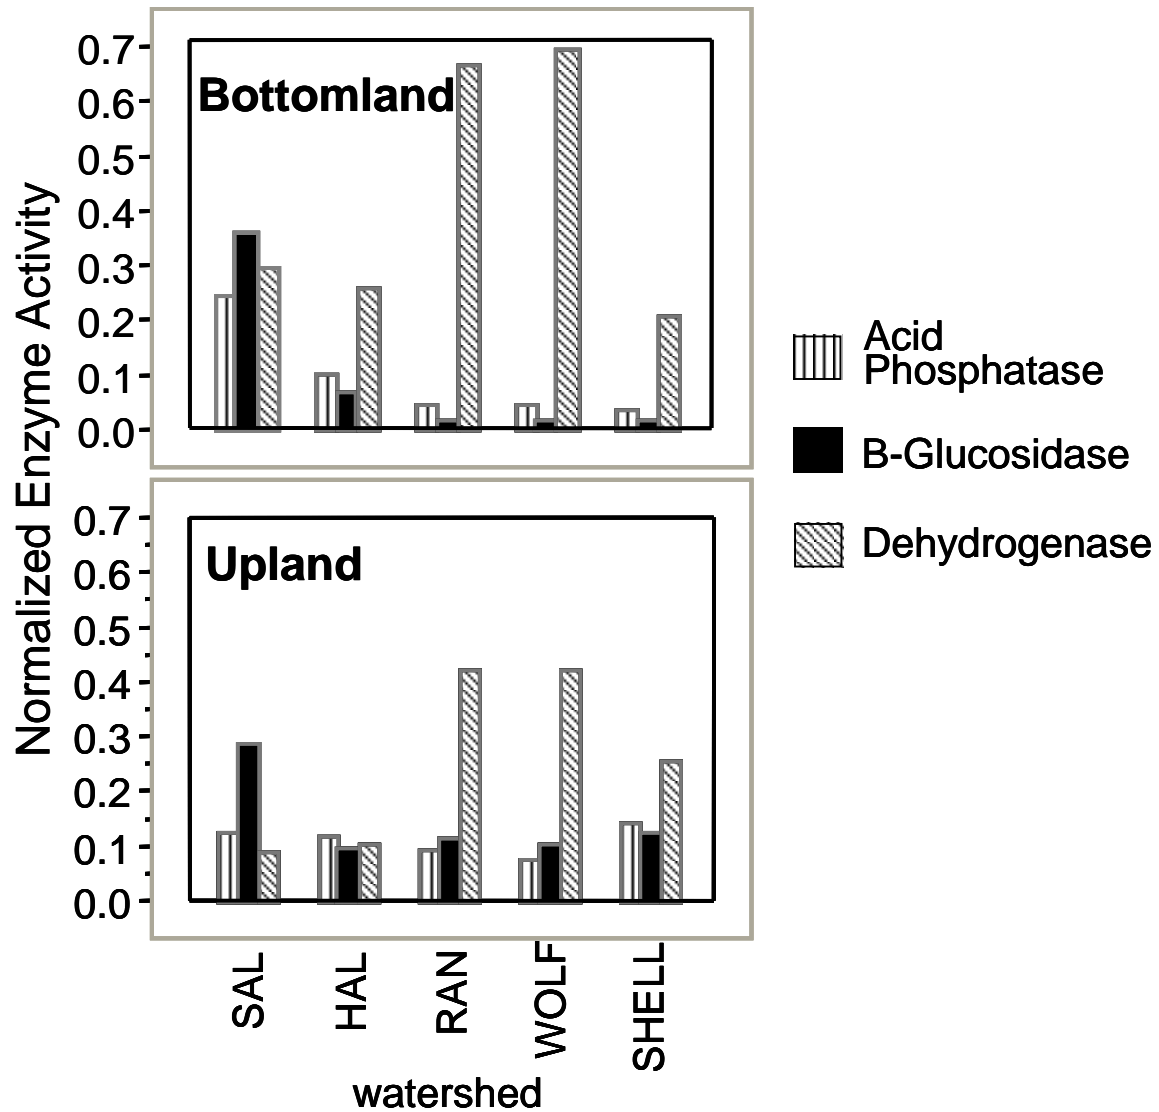 Normalized Enzyme Activity
0.7
0.6
0.5
0.4
0.3
0.2
0.1
0.0
Bottomland
0.7
0.6
0.5
0.4
0.3
0.2
0.1
0.0
Upland
SAL
HAL
RAN
WOLF
SHELL
watershed
Acid
Phosphatase
B-Glucosidase
Dehydrogenase